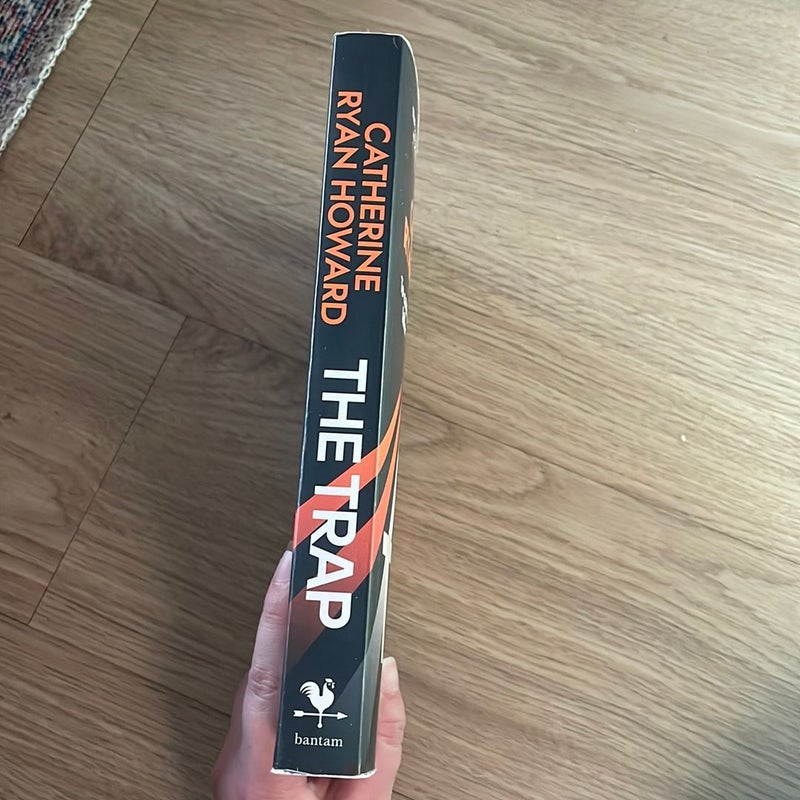 CATHERINE
RYAN HOWARD
THE TRAP
bantam